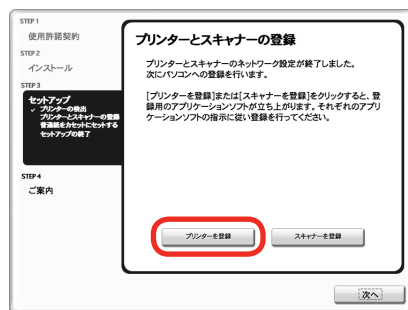 STEP 1
使用許諾契約
STEP 2
インストール
STEP 3
セットアップ
✓ プリンターの検出
プリンターとスキャナーの登録
普通紙をカセットにセットする
セットアップの終了
STEP 4
ご案内
プリンターとスキャナーの登録
プリンターとスキャナーのネットワーク設定が終了しました。
次にパソコンへの登録を行います。
[プリンターを登録]または[スキャナーを登録]をクリックすると、登
録用のアプリケーションソフトが立ち上がります。それぞれのアプリ
ケーションソフトの指示に従い登録を行ってください。
プリンターを登録
スキャナーを登録
次へ